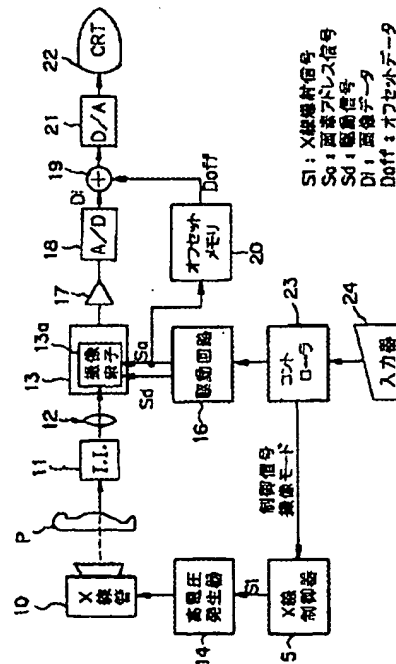 10
X線管
P
11
I.I.
12
13
13a
撮像素子
17
18
A/D
Di
19
+
21
D/A
22
CRT
14
高電圧発生器
Si
Sd
Sa
16
駆動回路
20
オフセットメモリ
Doff
5
X線制御器
制御信号
撮像モード
23
コントローラ
24
入力器
Si：X線爆射信号
Sa：画素アドレス信号
Sd：駆動信号
Di：画像データ
Doff：オフセットデータ